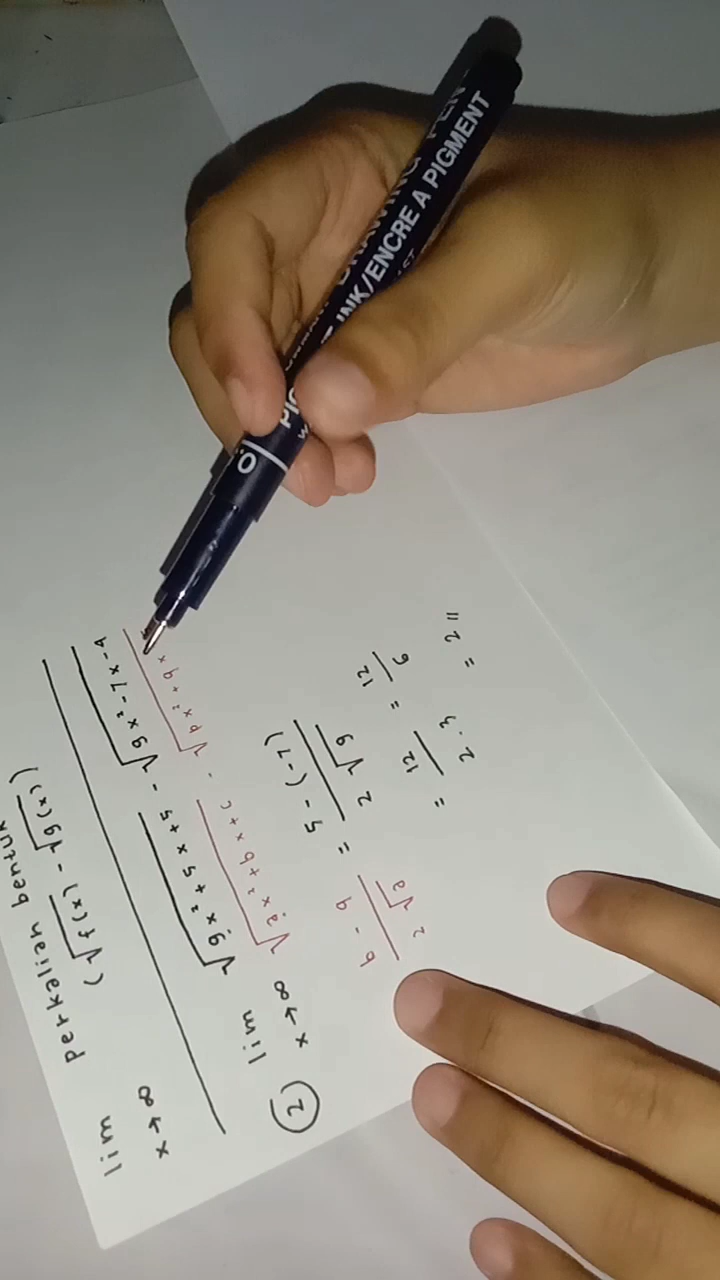 lim perkalian bentuk
x→∞ (√f(x) - √g(x))
② lim √9x² + 5x + 5 - √9x² - 7x - 4
x→∞ √ax² + bx + c - √px² + qx
b - q / 2√a = 5 - (-7) / 2√9
= 12 / 2.3 = 12 / 6
= 2 "
INK/ENCRE A PIGMENT